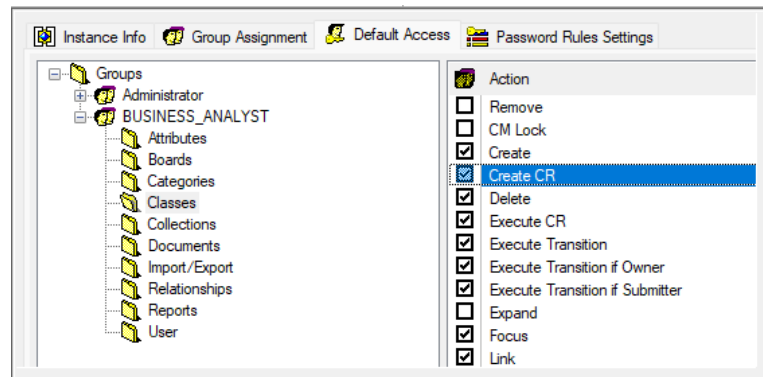 Instance Info Group Assignment Default Access Password Rules Settings
Groups
Administrator
BUSINESS_ANALYST
Attributes
Boards
Categories
Classes
Collections
Documents
Import/Export
Relationships
Reports
User
Action
Remove
CM Lock
Create
Create CR
Delete
Execute CR
Execute Transition
Execute Transition if Owner
Execute Transition if Submitter
Expand
Focus
Link